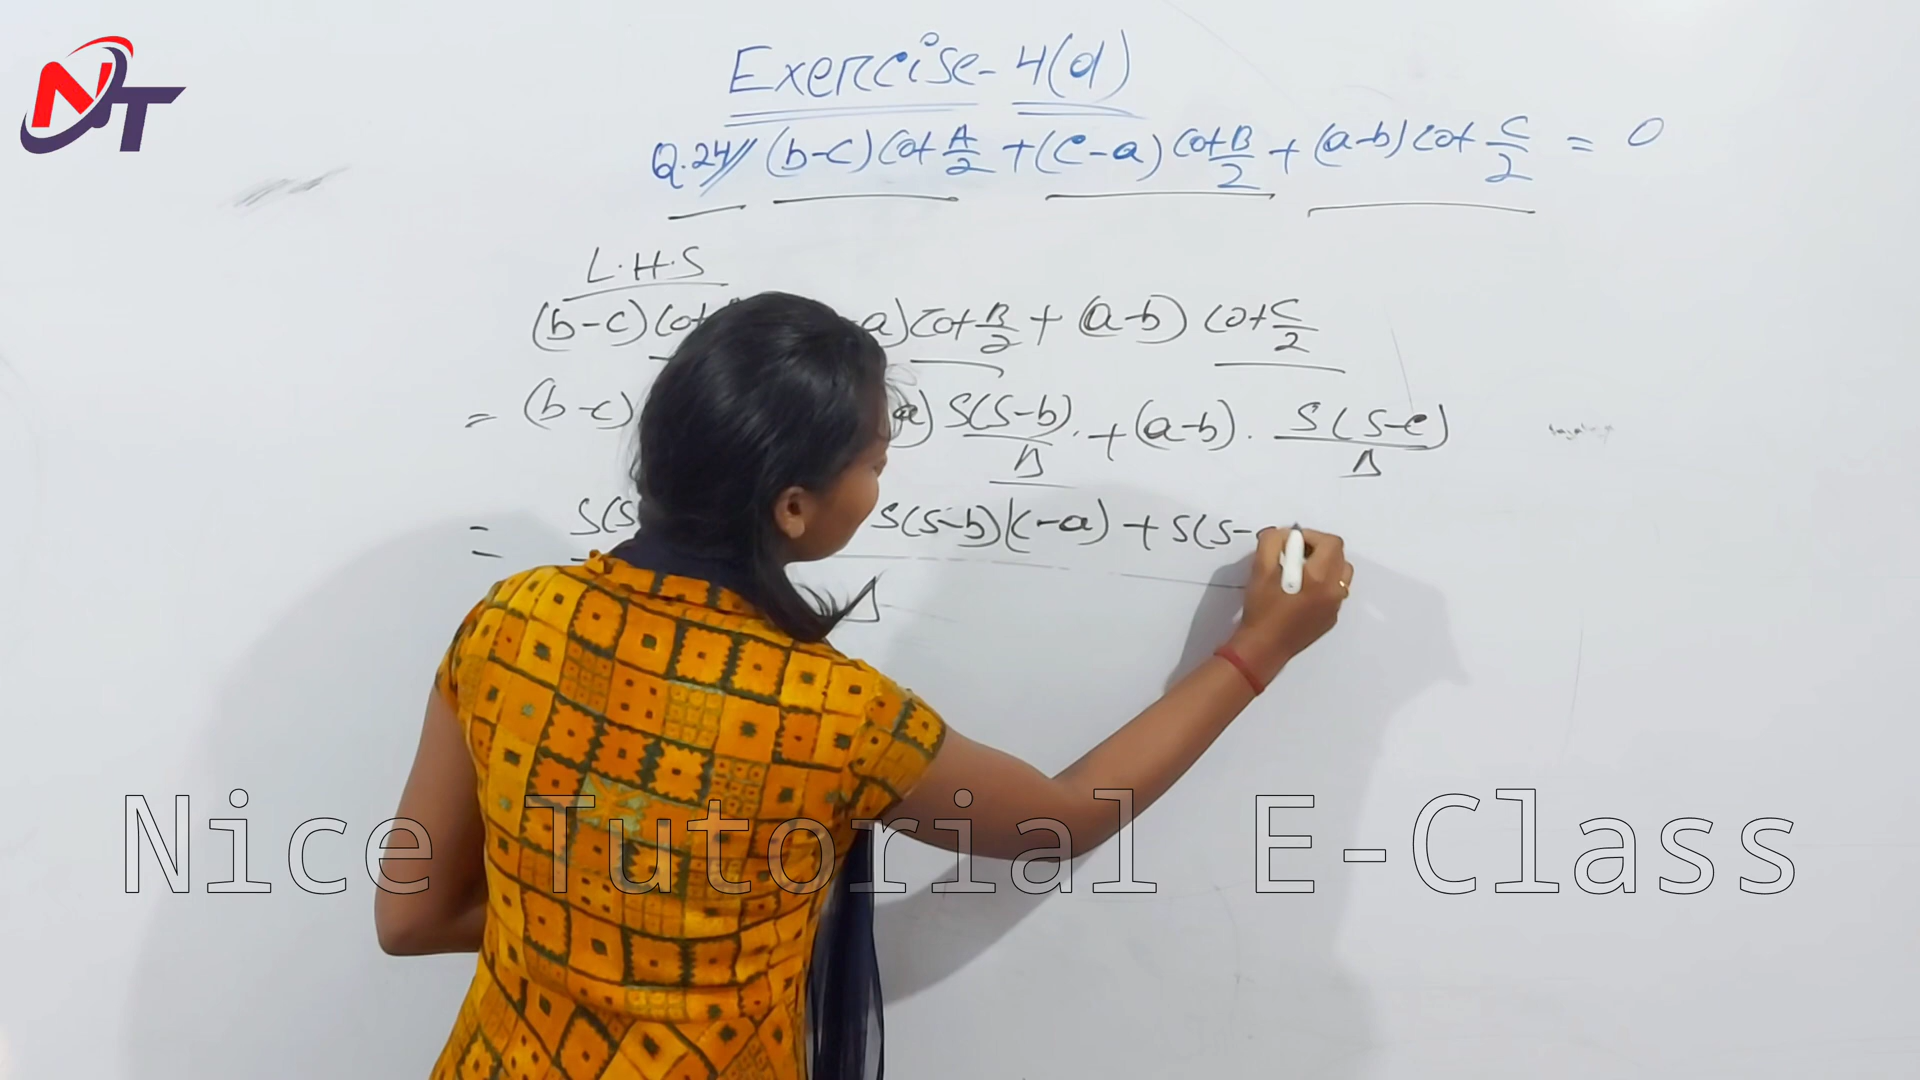 NT
Exercise - 4(d)
Q.24// (b-c) Cot A/2 + (c-a) Cot B/2 + (a-b) Cot C/2 = 0
L.H.S
(b-c) Cot a) Cot B/2 + (a-b) Cot C/2
= (b-c) a) S(S-b)/Δ . + (a-b) . S(S-c)/Δ
= S(S S(S-b)(c-a) + S(S-
Δ
Nice Tutorial E-Class